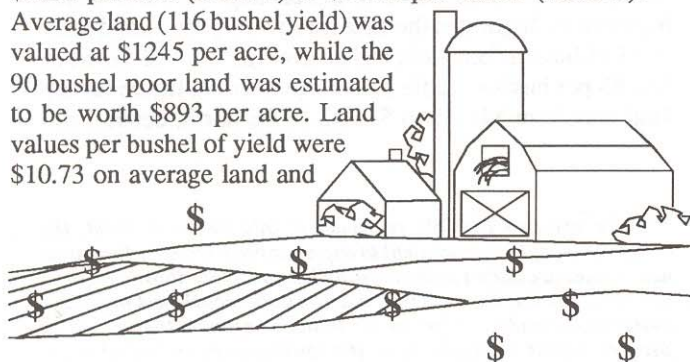 Average land (116 bushel yield) was
valued at $1245 per acre, while the
90 bushel poor land was estimated
to be worth $893 per acre. Land
values per bushel of yield were
$10.73 on average land and
$
$ $ $
$ $ $ $
$ $